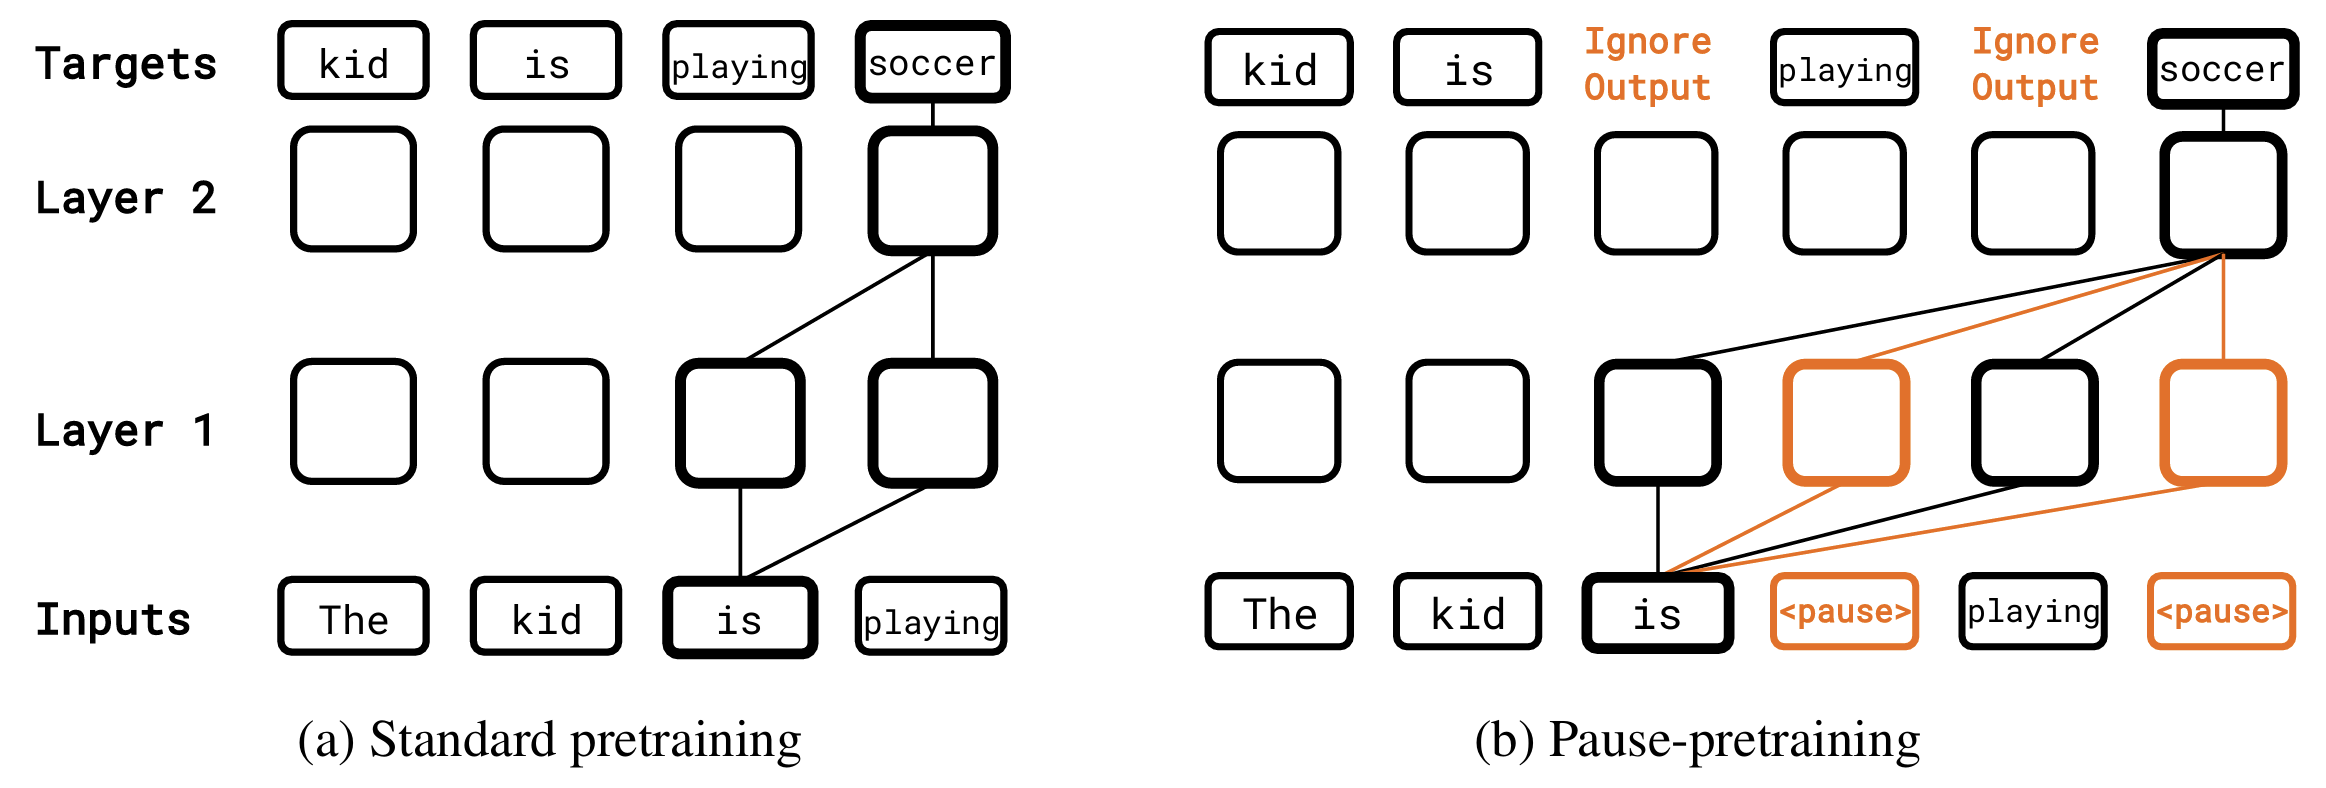 Targets kid is playing soccer
Layer 2
Layer 1
Inputs The kid is playing
(a) Standard pretraining
kid is Ignore Output playing Ignore Output soccer
The kid is <pause> playing <pause>
(b) Pause-pretraining